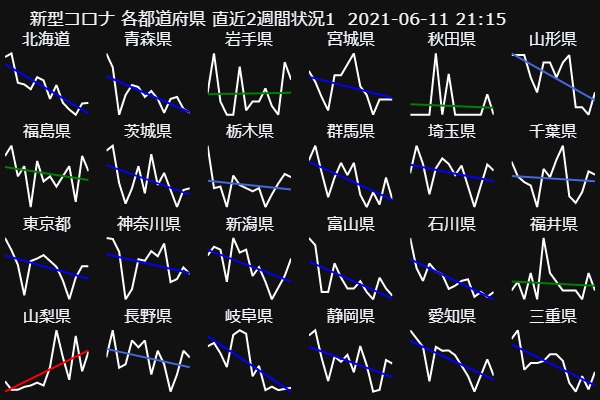 新型コロナ 各都道府県 直近2週間状況1 2021-06-11 21:15
北海道 青森県 岩手県 宮城県 秋田県 山形県
福島県 茨城県 栃木県 群馬県 埼玉県 千葉県
東京都 神奈川県 新潟県 富山県 石川県 福井県
山梨県 長野県 岐阜県 静岡県 愛知県 三重県